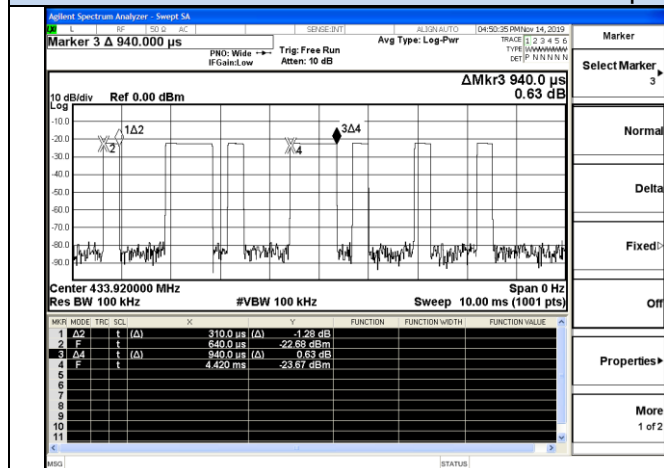 Agilent Spectrum Analyzer - Swept SA
L RF 50 Ω AC SENSE:INT ALIGN AUTO 04:50:35 PM Nov 14, 2019
Marker 3 Δ 940.000 µs
PNO: Wide
IFGain:Low
Trig: Free Run
Atten: 10 dB
Avg Type: Log-Pwr
TRACE 1 2 3 4 5 6
TYPE WWWWWW
DET P N N N N N
ΔMkr3 940.0 µs
0.63 dB
10 dB/div Ref 0.00 dBm
Log
-10.0
-20.0
-30.0
-40.0
-50.0
-60.0
-70.0
-80.0
-90.0
1Δ2
2
3Δ4
4
Center 433.920000 MHz
Span 0 Hz
Res BW 100 kHz #VBW 100 kHz Sweep 10.00 ms (1001 pts)
MKR MODE TRC SCL X Y FUNCTION FUNCTION WIDTH FUNCTION VALUE
1 Δ2 t (Δ) 310.0 µs (Δ) -1.28 dB
2 F t 640.0 µs -22.68 dBm
3 Δ4 t (Δ) 940.0 µs (Δ) 0.63 dB
4 F t 4.420 ms -23.67 dBm
5
6
7
8
9
10
11
MSG STATUS
Marker
Select Marker
3
Normal
Delta
Fixed
Off
Properties
More
1 of 2